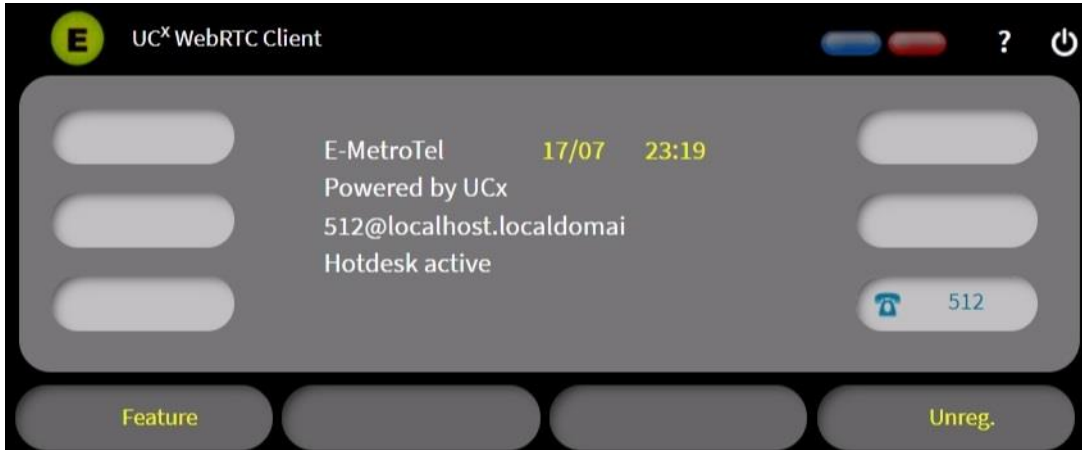 E UCˣ WebRTC Client ?
E-MetroTel 17/07 23:19
Powered by UCx
512@localhost.localdomai
Hotdesk active
512
Feature Unreg.